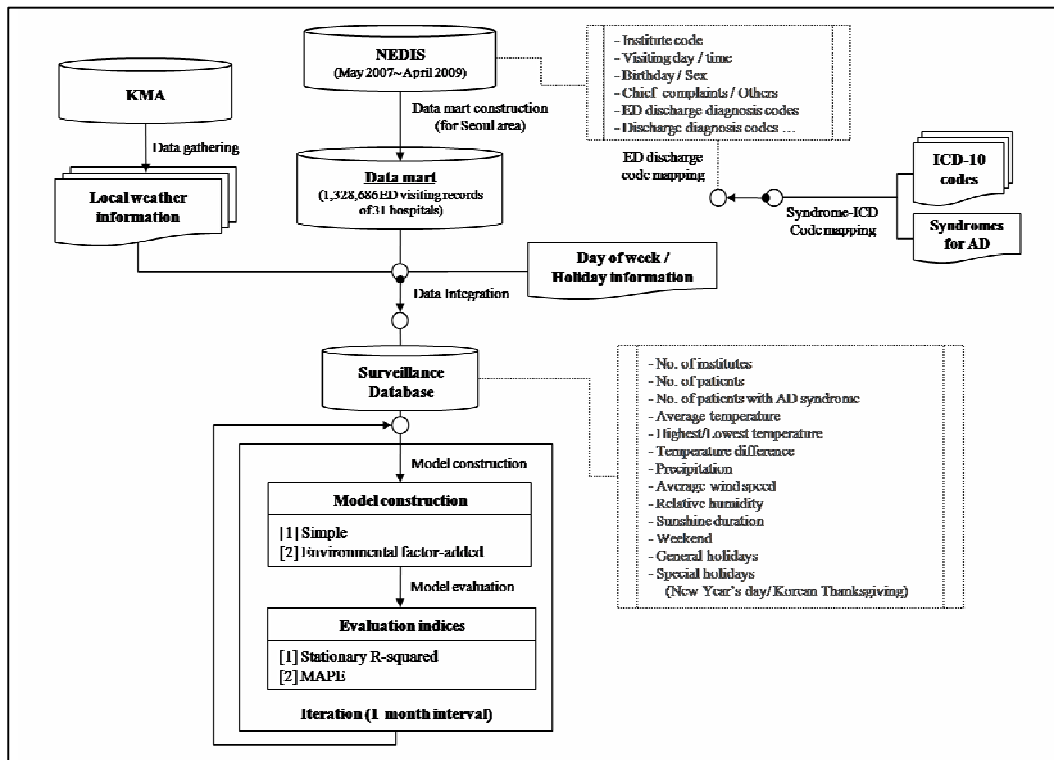 NEDIS
(May 2007~April 2009)
KMA
- Institute code
- Visiting day / time
- Birthday / Sex
- Chief complaints / Others
- ED discharge diagnosis codes
- Discharge diagnosis codes ...
Data mart construction
(for Seoul area)
Data gathering
ED discharge
code mapping
Data mart
(1,328,686 ED visiting records
of 31 hospitals)
Local weather
information
ICD-10
codes
Syndrome-ICD
Code mapping
Syndromes
for AD
Day of week /
Holiday information
Data Integration
Surveillance
Database
- No. of institutes
- No. of patients
- No. of patients with AD syndrome
- Average temperature
- Highest/Lowest temperature
- Temperature difference
- Precipitation
- Average wind speed
- Relative humidity
- Sunshine duration
- Weekend
- General holidays
- Special holidays
(New Year's day/ Korean Thanksgiving)
Model construction
Model construction
[1] Simple
[2] Environmental factor-added
Model evaluation
Evaluation indices
[1] Stationary R-squared
[2] MAPE
Iteration (1 month interval)